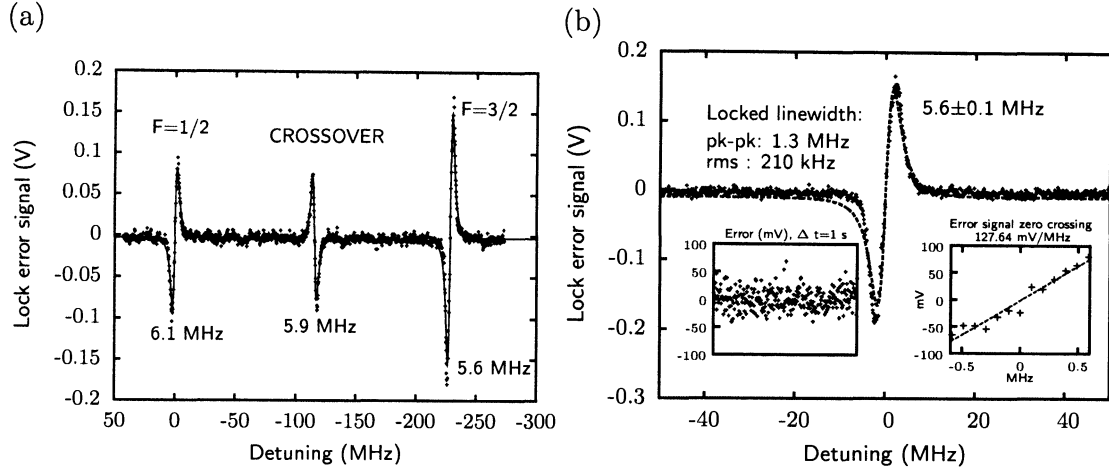 (a)
0.2
0.15
0.1
0.05
0
-0.05
-0.1
-0.15
-0.2
Lock error signal (V)
F=1/2
CROSSOVER
F=3/2
6.1 MHz
5.9 MHz
5.6 MHz
50
0
-50
-100
-150
-200
-250
-300
Detuning (MHz)
(b)
0.2
0.1
0
-0.1
-0.2
-0.3
Lock error signal (V)
Locked linewidth:
pk-pk: 1.3 MHz
rms : 210 kHz
5.6±0.1 MHz
Error (mV), Δ t=1 s
100
50
0
-50
-100
Error signal zero crossing
127.64 mV/MHz
100
50
0
-50
-100
mV
-0.5
0
0.5
MHz
-40
-20
0
20
40
Detuning (MHz)